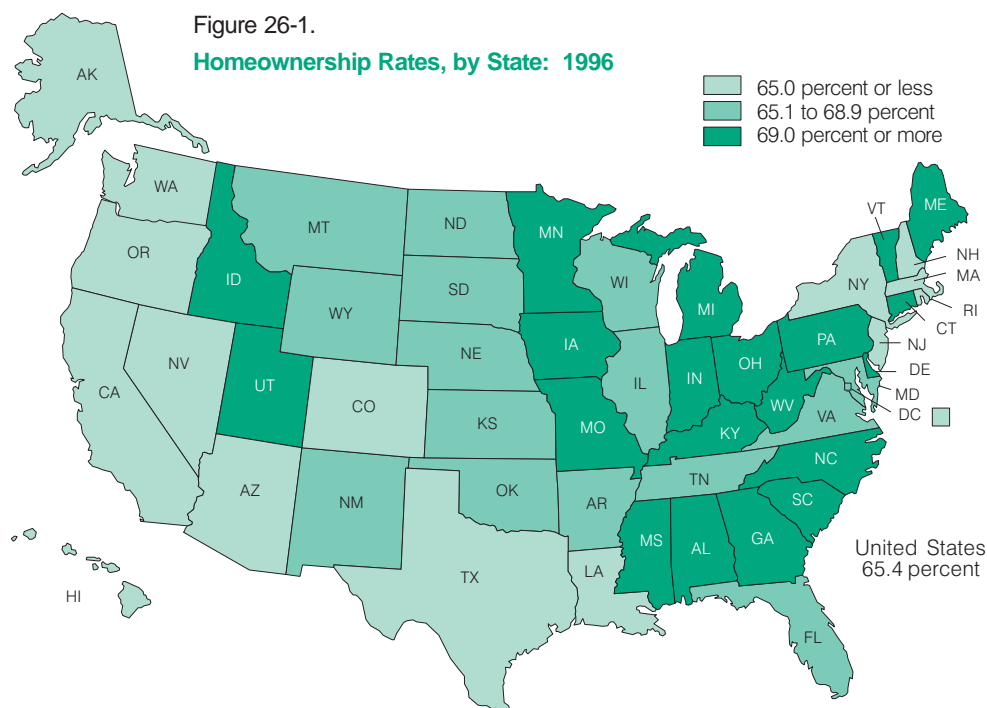 Figure 26-1.
Homeownership Rates, by State: 1996
65.0 percent or less
65.1 to 68.9 percent
69.0 percent or more
AK
WA
MT
ND
MN
VT
ME
OR
ID
WY
SD
WI
MI
NY
NH
MA
RI
CT
NV
UT
CO
NE
IA
IL
IN
OH
PA
NJ
DE
MD
DC
CA
KS
MO
KY
WV
VA
AZ
NM
OK
AR
TN
NC
SC
TX
LA
MS
AL
GA
United States
65.4 percent
HI
FL